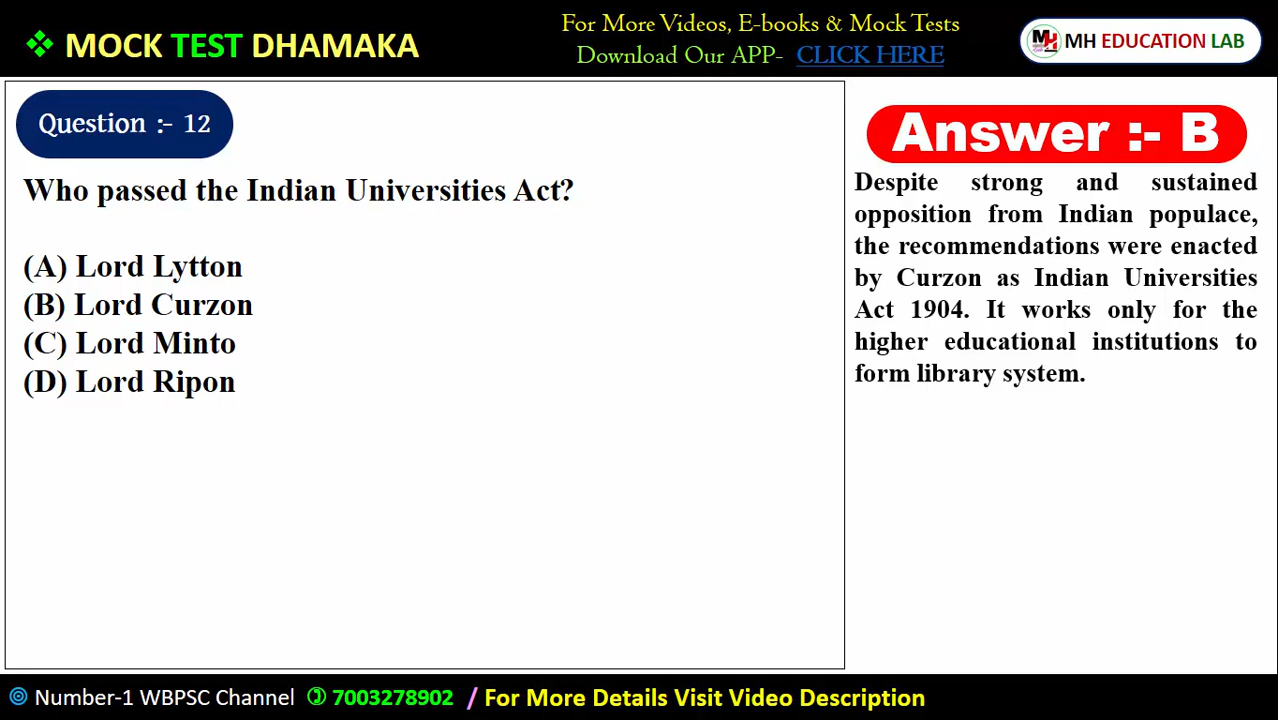 MOCK TEST DHAMAKA
For More Videos, E-books & Mock Tests
Download Our APP- CLICK HERE
MH EDUCATION LAB
Question :- 12
Who passed the Indian Universities Act?
(A) Lord Lytton
(B) Lord Curzon
(C) Lord Minto
(D) Lord Ripon
Answer :- B
Despite strong and sustained
opposition from Indian populace,
the recommendations were enacted
by Curzon as Indian Universities
Act 1904. It works only for the
higher educational institutions to
form library system.
Number-1 WBPSC Channel 7003278902 / For More Details Visit Video Description